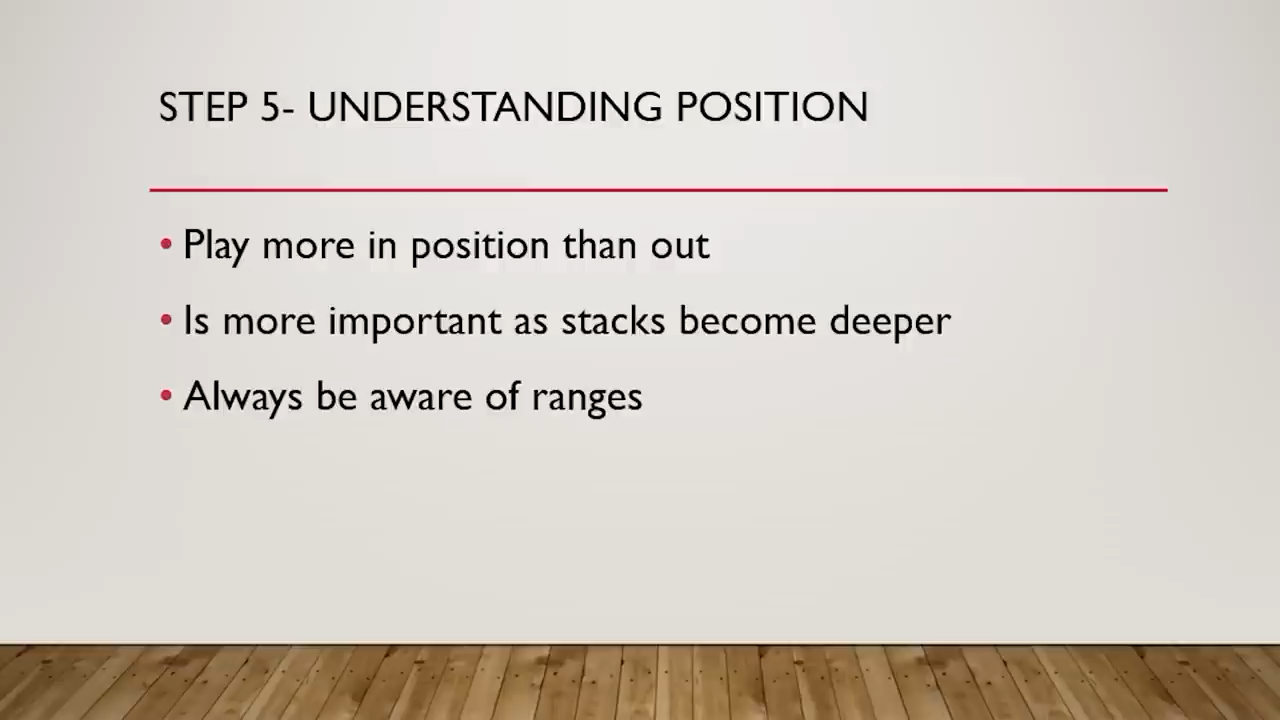 STEP 5- UNDERSTANDING POSITION
• Play more in position than out
• Is more important as stacks become deeper
• Always be aware of ranges